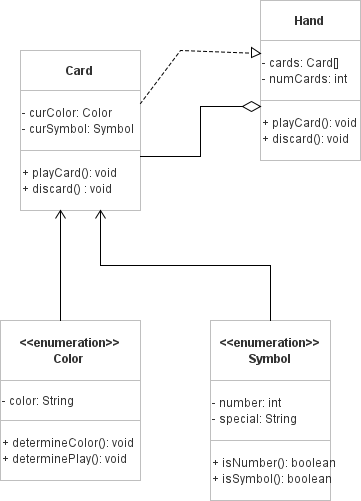 Hand
- cards: Card[]
- numCards: int
+ playCard(): void
+ discard(): void
Card
- curColor: Color
- curSymbol: Symbol
+ playCard(): void
+ discard() : void
<<enumeration>>
Color
- color: String
+ determineColor(): void
+ determinePlay(): void
<<enumeration>>
Symbol
- number: int
- special: String
+ isNumber(): boolean
+ isSymbol(): boolean